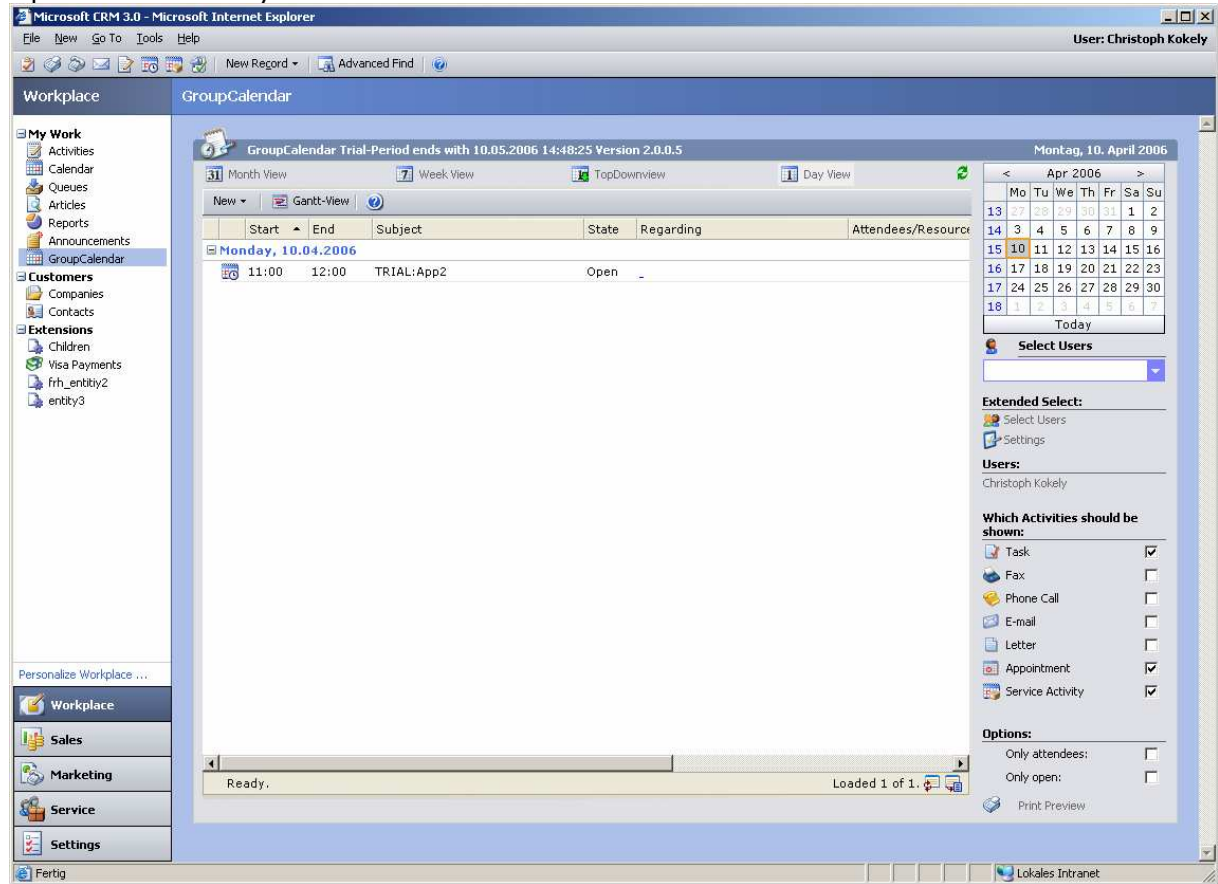 Microsoft CRM 3.0 - Microsoft Internet Explorer
File New Go To Tools Help
User: Christoph Kokely
New Record Advanced Find
Workplace
GroupCalendar
My Work
Activities
Calendar
Queues
Articles
Reports
Announcements
GroupCalendar
Customers
Companies
Contacts
Extensions
Children
Visa Payments
frh_entitiy2
entity3
Personalize Workplace ...
Workplace
Sales
Marketing
Service
Settings
GroupCalendar Trial-Period ends with 10.05.2006 14:48:25 Version 2.0.0.5
Montag, 10. April 2006
31 Month View 7 Week View TopDownview 1 Day View
New Gantt-View
Start End Subject State Regarding Attendees/Resource
Monday, 10.04.2006
11:00 12:00 TRIAL:App2 Open -
Ready. Loaded 1 of 1.
< Apr 2006 >
Mo Tu We Th Fr Sa Su
13 27 28 29 30 31 1 2
14 3 4 5 6 7 8 9
15 10 11 12 13 14 15 16
16 17 18 19 20 21 22 23
17 24 25 26 27 28 29 30
18 1 2 3 4 5 6 7
Today
Select Users
Extended Select:
Select Users
Settings
Users:
Christoph Kokely
Which Activities should be
shown:
Task
Fax
Phone Call
E-mail
Letter
Appointment
Service Activity
Options:
Only attendees:
Only open:
Print Preview
Fertig
Lokales Intranet